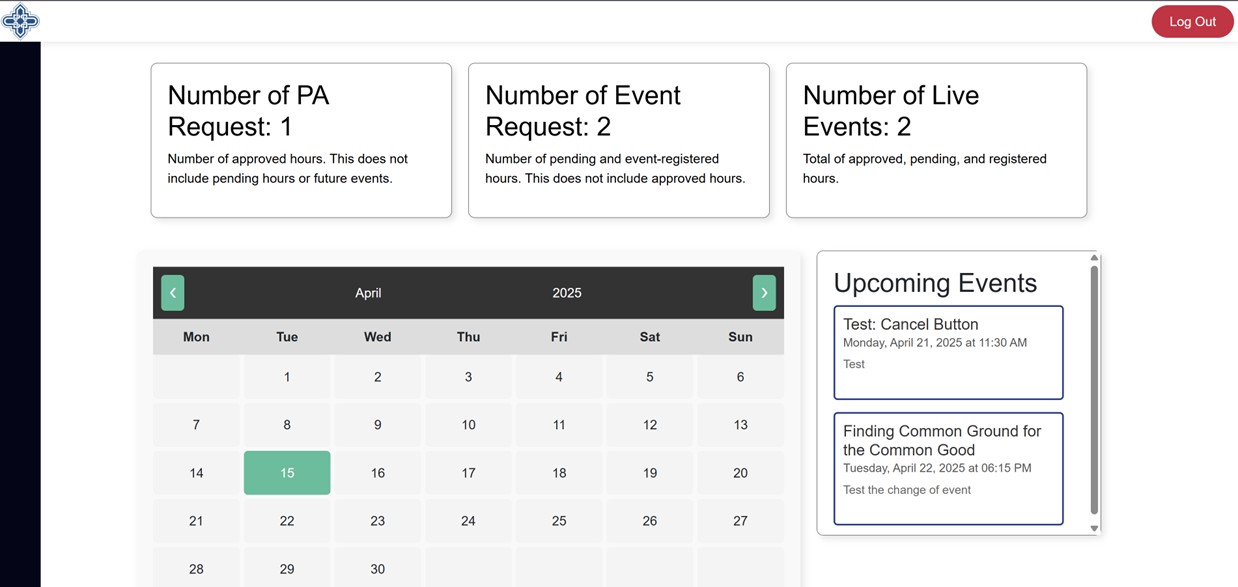 Log Out
Number of PA
Request: 1
Number of approved hours. This does not
include pending hours or future events.
Number of Event
Request: 2
Number of pending and event-registered
hours. This does not include approved hours.
Number of Live
Events: 2
Total of approved, pending, and registered
hours.
April 2025
Mon Tue Wed Thu Fri Sat Sun
1 2 3 4 5 6
7 8 9 10 11 12 13
14 15 16 17 18 19 20
21 22 23 24 25 26 27
28 29 30
Upcoming Events
Test: Cancel Button
Monday, April 21, 2025 at 11:30 AM
Test
Finding Common Ground for
the Common Good
Tuesday, April 22, 2025 at 06:15 PM
Test the change of event